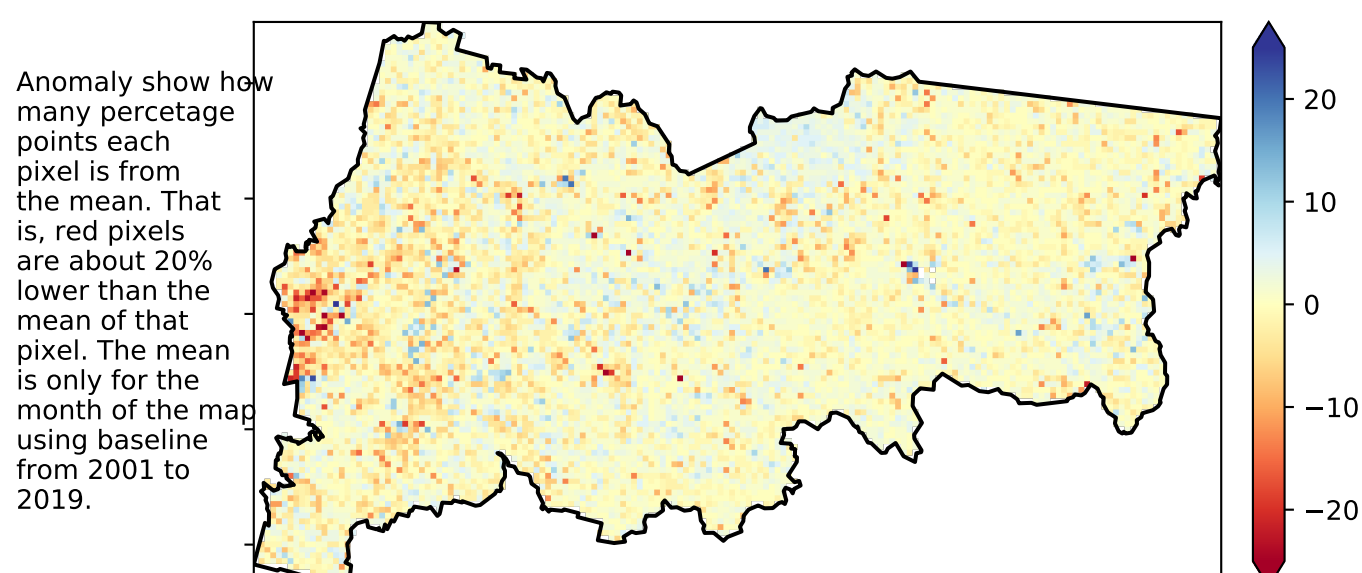 Anomaly show how
many percetage
points each
pixel is from
the mean. That
is, red pixels
are about 20%
lower than the
mean of that
pixel. The mean
is only for the
month of the map
using baseline
from 2001 to
2019.
20
10
0
−10
−20